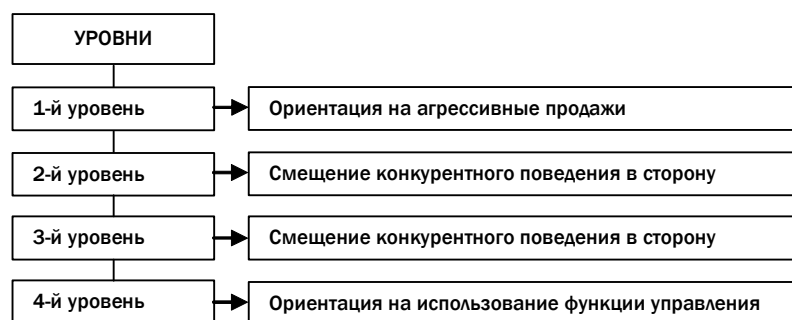 УРОВНИ
1-й уровень
Ориентация на агрессивные продажи
2-й уровень
Смещение конкурентного поведения в сторону
3-й уровень
Смещение конкурентного поведения в сторону
4-й уровень
Ориентация на использование функции управления